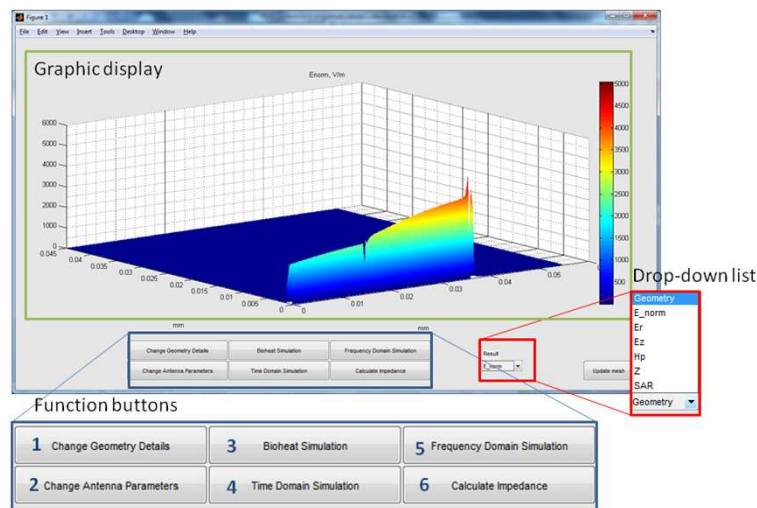 Figure 1
File Edit View Insert Tools Desktop Window Help
Graphic display
Enorm, V/m
6000
5000
4000
3000
2000
1000
0
0.045
0.04
0.035
0.03
0.025
0.02
0.015
0.01
0.005
0
0
0.01
0.02
0.03
0.04
0.05
5000
4500
4000
3500
3000
2500
2000
1500
1000
500
mm
mm
Change Geometry Details
Bioheat Simulation
Frequency Domain Simulation
Change Antenna Parameters
Time Domain Simulation
Calculate Impedance
Result
E_norm
Update mesh
Drop-down list
Geometry
E_norm
Er
Ez
Hp
Z
SAR
Geometry
Function buttons
1 Change Geometry Details
3 Bioheat Simulation
5 Frequency Domain Simulation
2 Change Antenna Parameters
4 Time Domain Simulation
6 Calculate Impedance